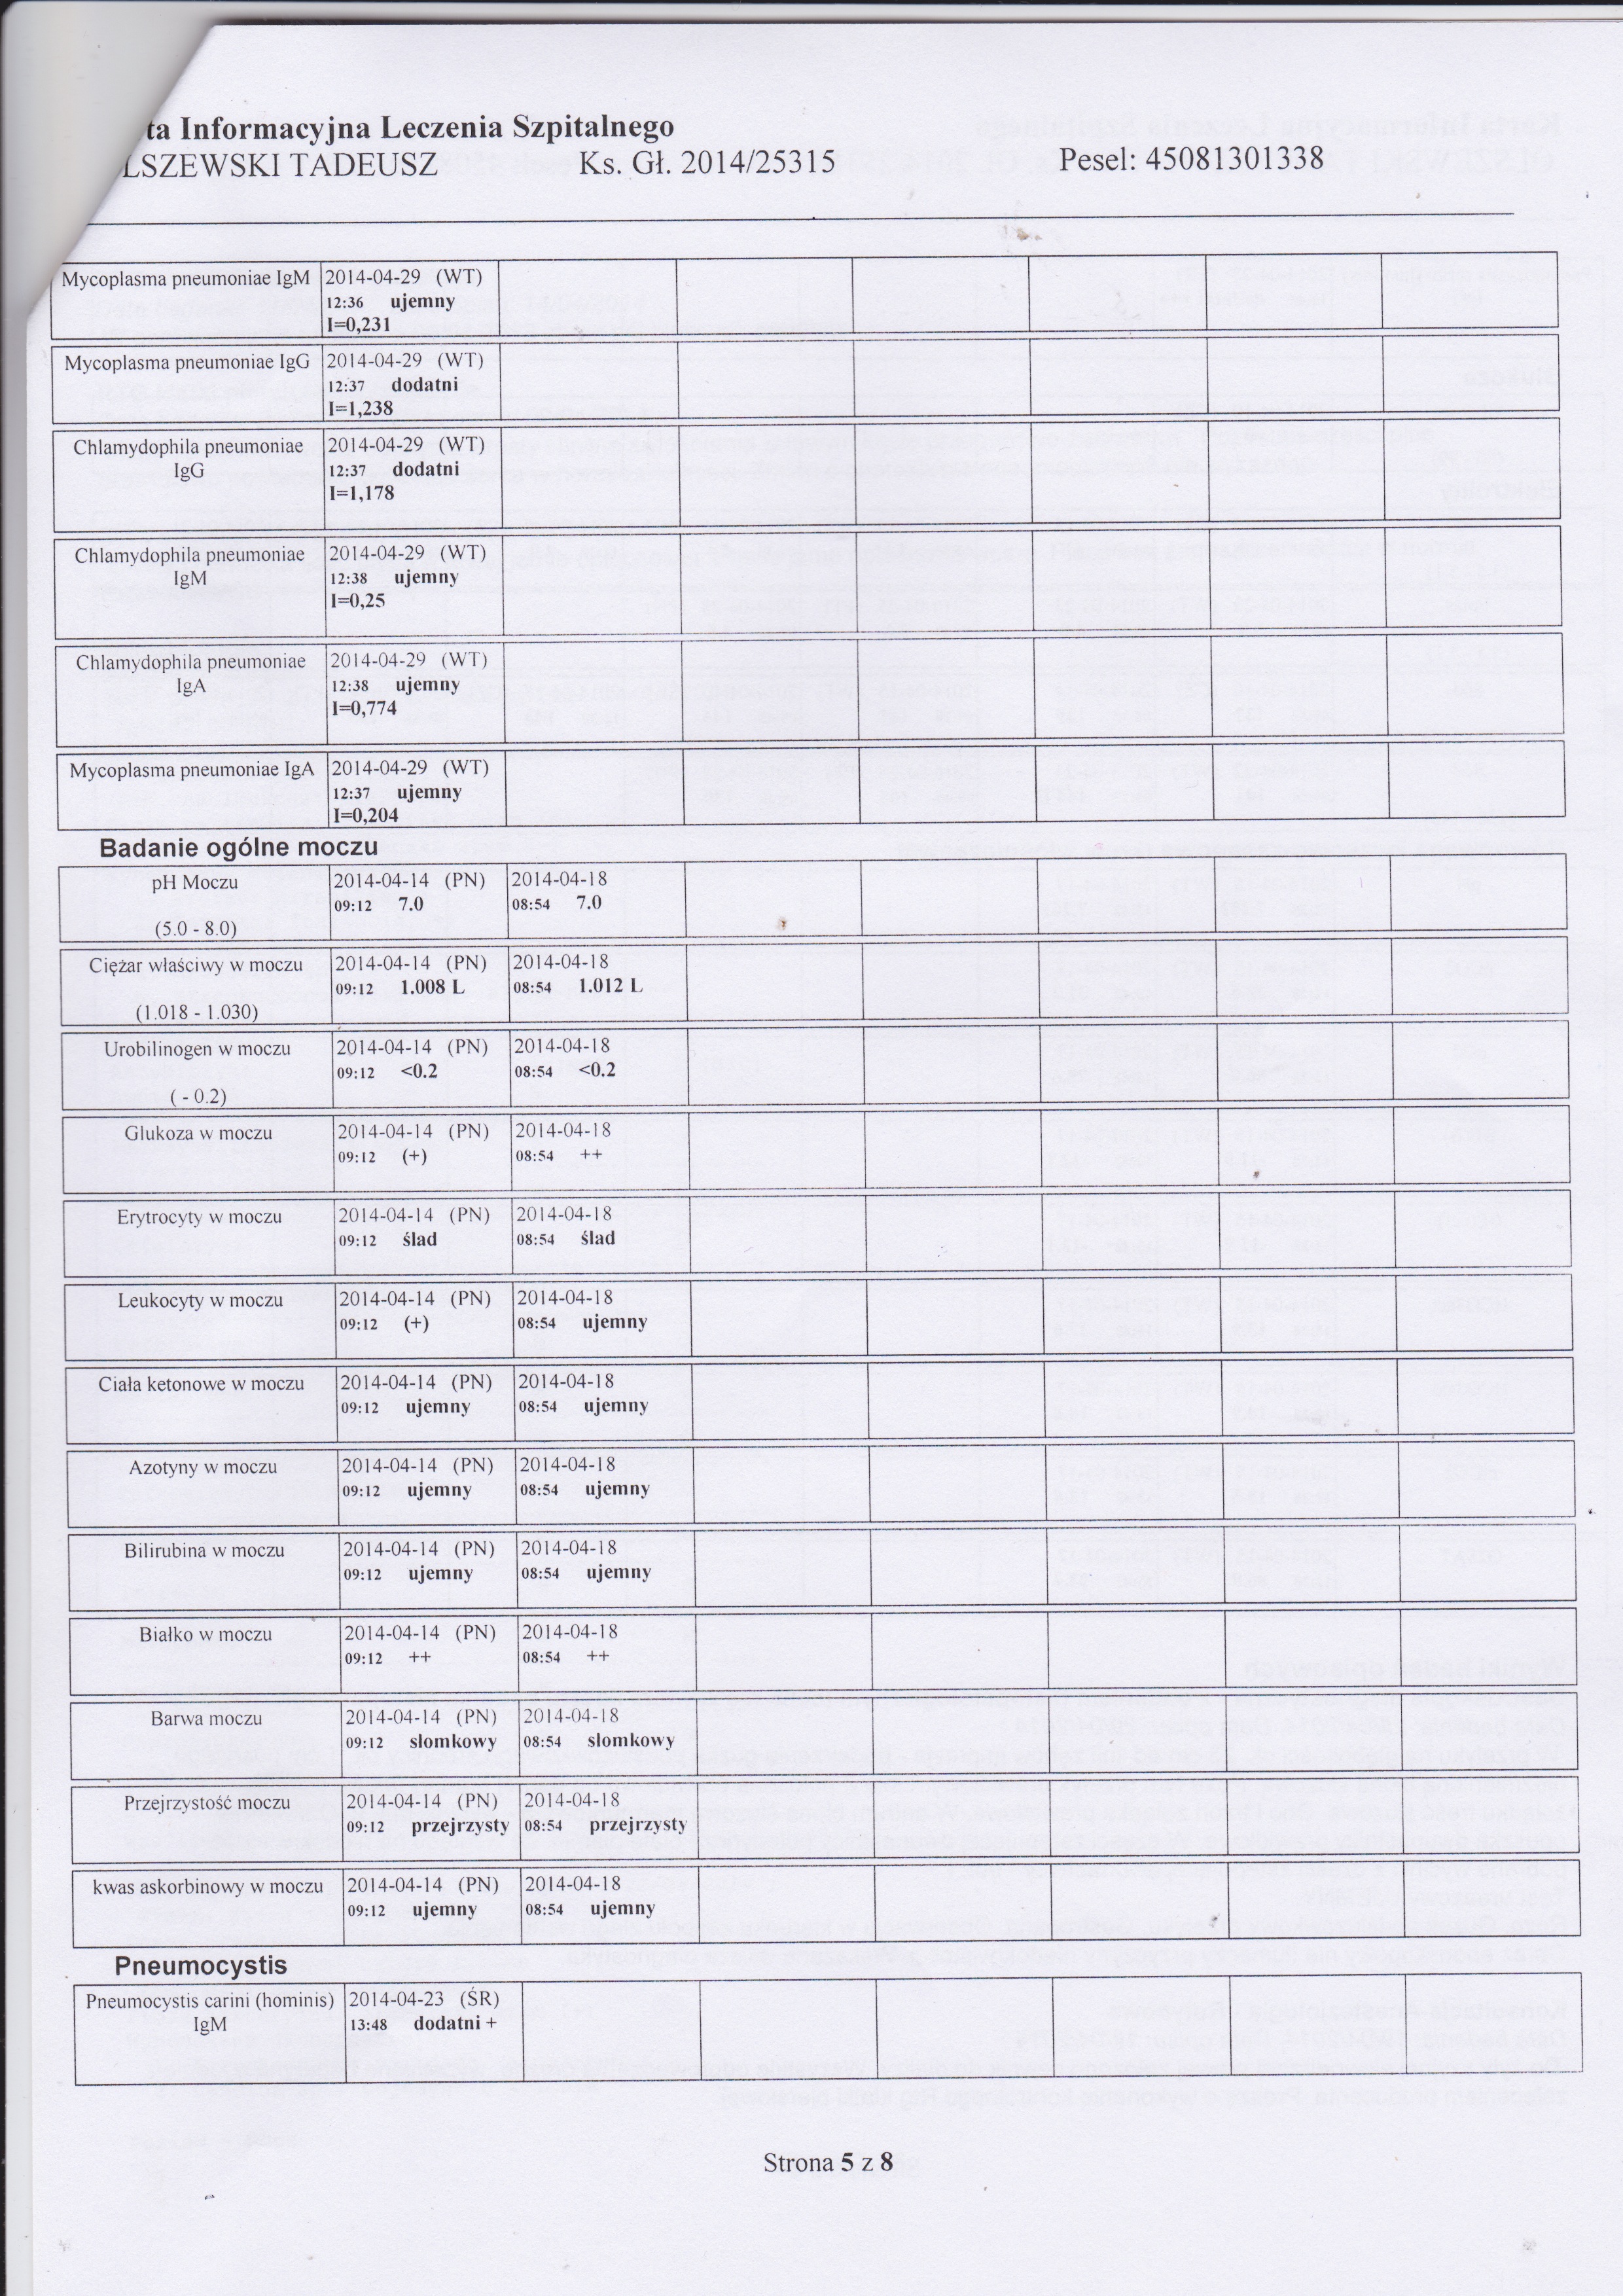 ta Informacyjna Leczenia Szpitalnego
LSZEWSKI TADEUSZ Ks. Gł. 2014/25315 Pesel: 45081301338
Mycoplasma pneumoniae IgM 2014-04-29 (WT)
12:36 ujemny
I=0,231
Mycoplasma pneumoniae IgG 2014-04-29 (WT)
12:37 dodatni
I=1,238
Chlamydophila pneumoniae 2014-04-29 (WT)
IgG 12:37 dodatni
I=1,178
Chlamydophila pneumoniae 2014-04-29 (WT)
IgM 12:38 ujemny
I=0,25
Chlamydophila pneumoniae 2014-04-29 (WT)
IgA 12:38 ujemny
I=0,774
Mycoplasma pneumoniae IgA 2014-04-29 (WT)
12:37 ujemny
I=0,204
Badanie ogólne moczu
pH Moczu 2014-04-14 (PN) 2014-04-18
09:12 7.0 08:54 7.0
(5.0 - 8.0)
Ciężar właściwy w moczu 2014-04-14 (PN) 2014-04-18
09:12 1.008 L 08:54 1.012 L
(1.018 - 1.030)
Urobilinogen w moczu 2014-04-14 (PN) 2014-04-18
09:12 <0.2 08:54 <0.2
( - 0.2)
Glukoza w moczu 2014-04-14 (PN) 2014-04-18
09:12 (+) 08:54 ++
Erytrocyty w moczu 2014-04-14 (PN) 2014-04-18
09:12 ślad 08:54 ślad
Leukocyty w moczu 2014-04-14 (PN) 2014-04-18
09:12 (+) 08:54 ujemny
Ciała ketonowe w moczu 2014-04-14 (PN) 2014-04-18
09:12 ujemny 08:54 ujemny
Azotyny w moczu 2014-04-14 (PN) 2014-04-18
09:12 ujemny 08:54 ujemny
Bilirubina w moczu 2014-04-14 (PN) 2014-04-18
09:12 ujemny 08:54 ujemny
Białko w moczu 2014-04-14 (PN) 2014-04-18
09:12 ++ 08:54 ++
Barwa moczu 2014-04-14 (PN) 2014-04-18
09:12 słomkowy 08:54 słomkowy
Przejrzystość moczu 2014-04-14 (PN) 2014-04-18
09:12 przejrzysty 08:54 przejrzysty
kwas askorbinowy w moczu 2014-04-14 (PN) 2014-04-18
09:12 ujemny 08:54 ujemny
Pneumocystis
Pneumocystis carini (hominis) 2014-04-23 (ŚR)
IgM 13:48 dodatni +
Strona 5 z 8